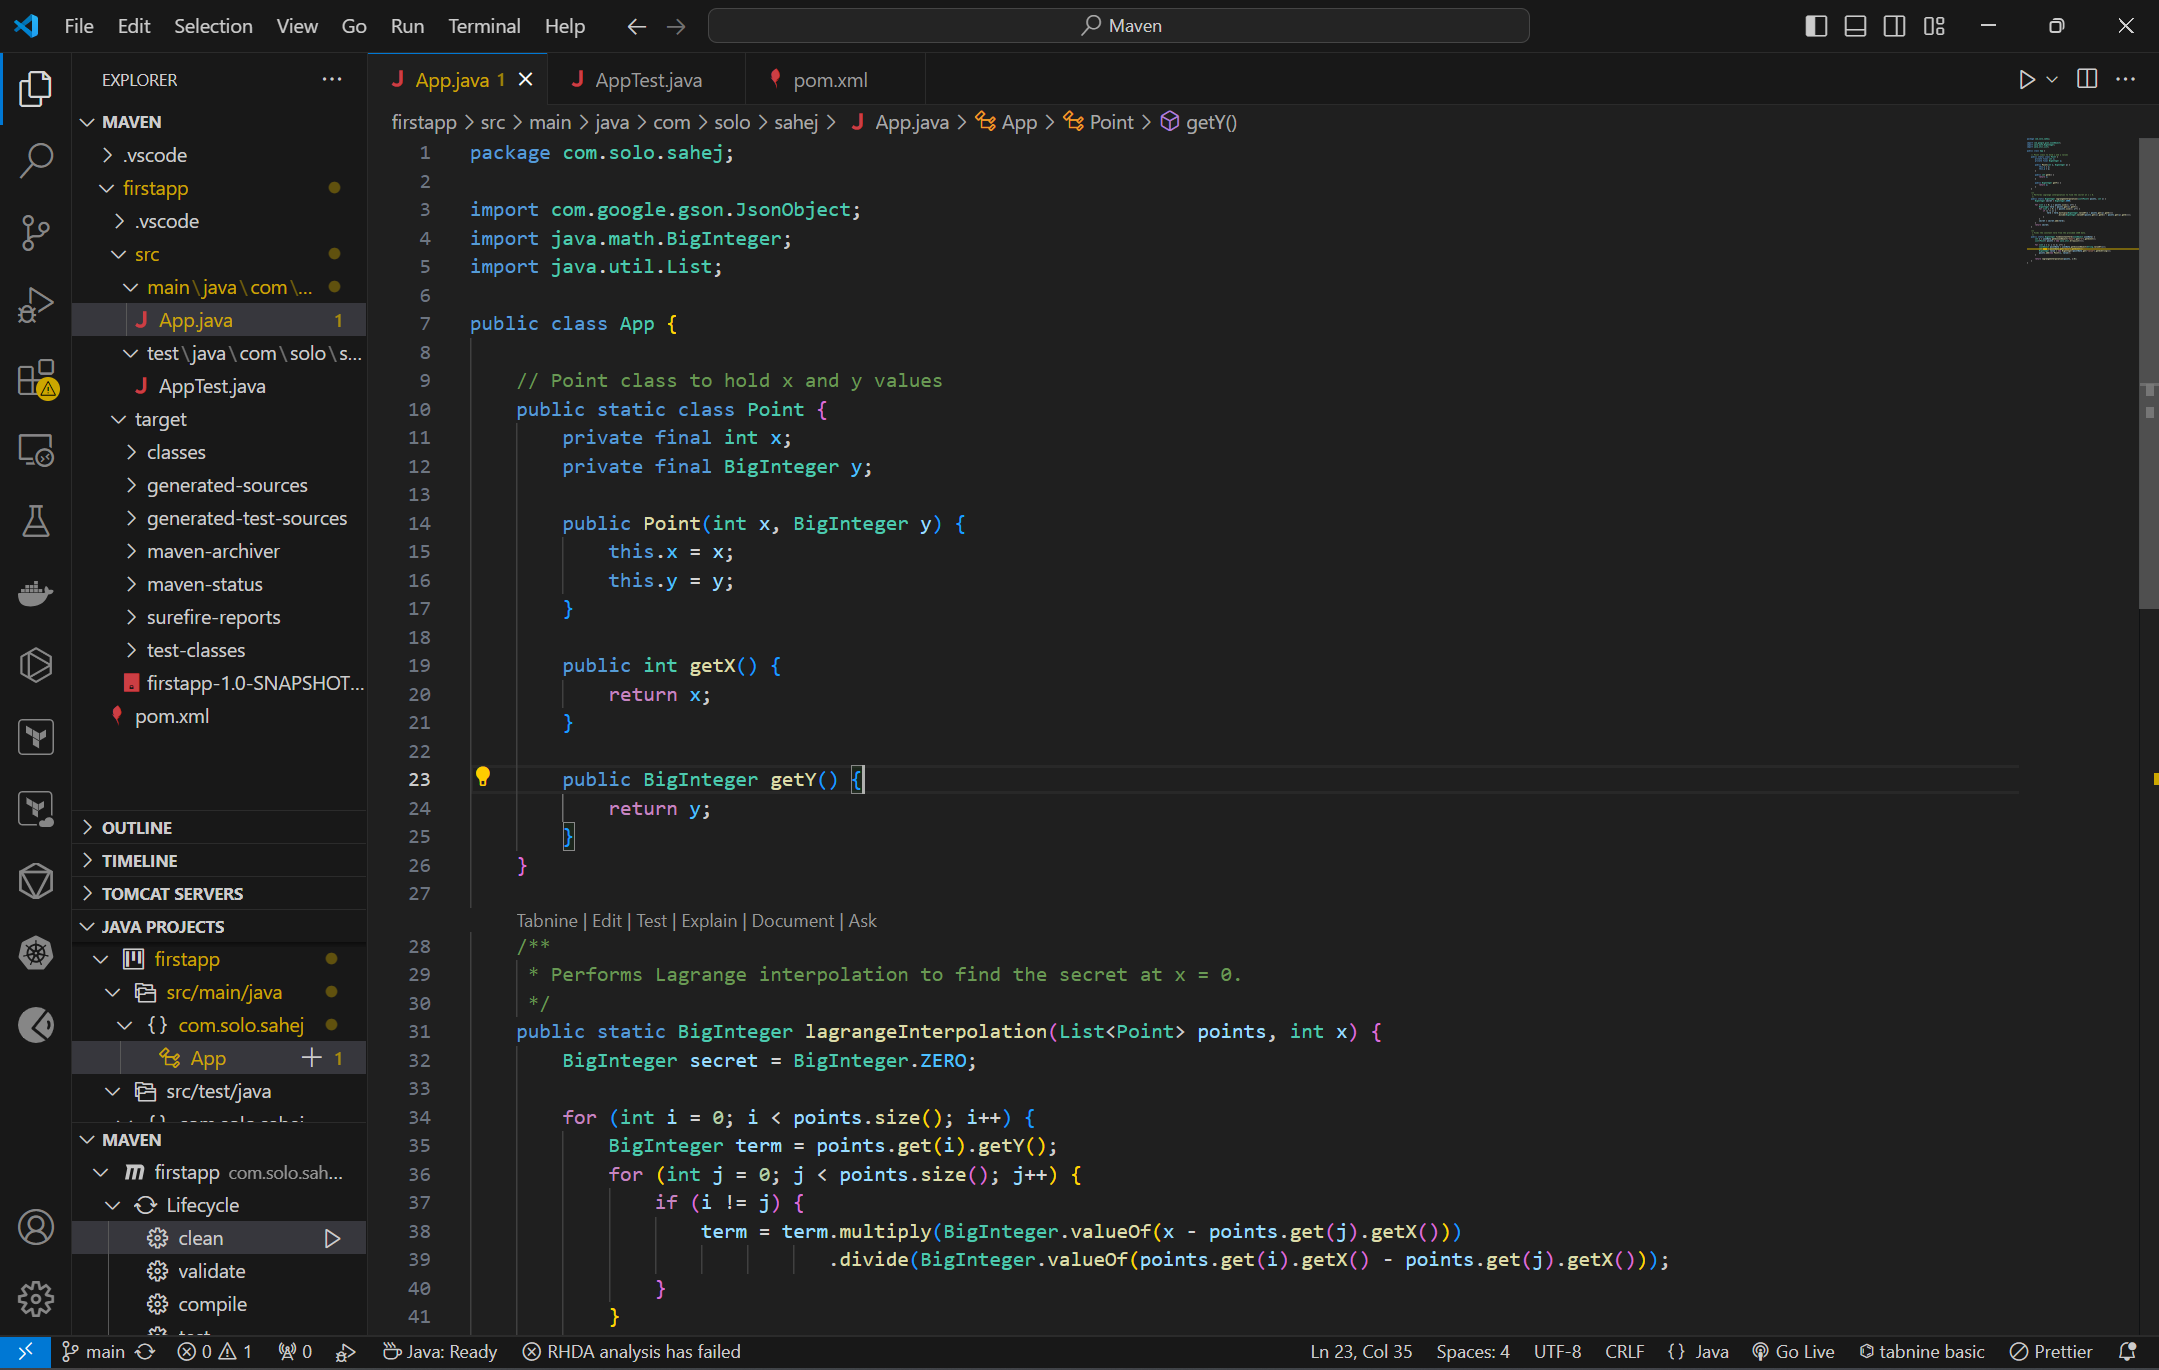 File Edit Selection View Go Run Terminal Help
Maven
EXPLORER
MAVEN
.vscode
firstapp
.vscode
src
main\java\com\...
App.java 1
test\java\com\solo\s...
AppTest.java
target
classes
generated-sources
generated-test-sources
maven-archiver
maven-status
surefire-reports
test-classes
firstapp-1.0-SNAPSHOT...
pom.xml
OUTLINE
TIMELINE
TOMCAT SERVERS
JAVA PROJECTS
firstapp
src/main/java
{} com.solo.sahej
App + 1
src/test/java
{} com.solo.sahej
MAVEN
firstapp com.solo.sah...
Lifecycle
clean
validate
compile
test
App.java 1 AppTest.java pom.xml
firstapp > src > main > java > com > solo > sahej > App.java > App > Point > getY()
1 package com.solo.sahej;
2
3 import com.google.gson.JsonObject;
4 import java.math.BigInteger;
5 import java.util.List;
6
7 public class App {
8
9 // Point class to hold x and y values
10 public static class Point {
11 private final int x;
12 private final BigInteger y;
13
14 public Point(int x, BigInteger y) {
15 this.x = x;
16 this.y = y;
17 }
18
19 public int getX() {
20 return x;
21 }
22
23 public BigInteger getY() {
24 return y;
25 }
26 }
27
Tabnine | Edit | Test | Explain | Document | Ask
28 /**
29 * Performs Lagrange interpolation to find the secret at x = 0.
30 */
31 public static BigInteger lagrangeInterpolation(List<Point> points, int x) {
32 BigInteger secret = BigInteger.ZERO;
33
34 for (int i = 0; i < points.size(); i++) {
35 BigInteger term = points.get(i).getY();
36 for (int j = 0; j < points.size(); j++) {
37 if (i != j) {
38 term = term.multiply(BigInteger.valueOf(x - points.get(j).getX()))
39 .divide(BigInteger.valueOf(points.get(i).getX() - points.get(j).getX()));
40 }
41 }
main 0 1 0 Java: Ready RHDA analysis has failed
Ln 23, Col 35 Spaces: 4 UTF-8 CRLF {} Java Go Live tabnine basic Prettier